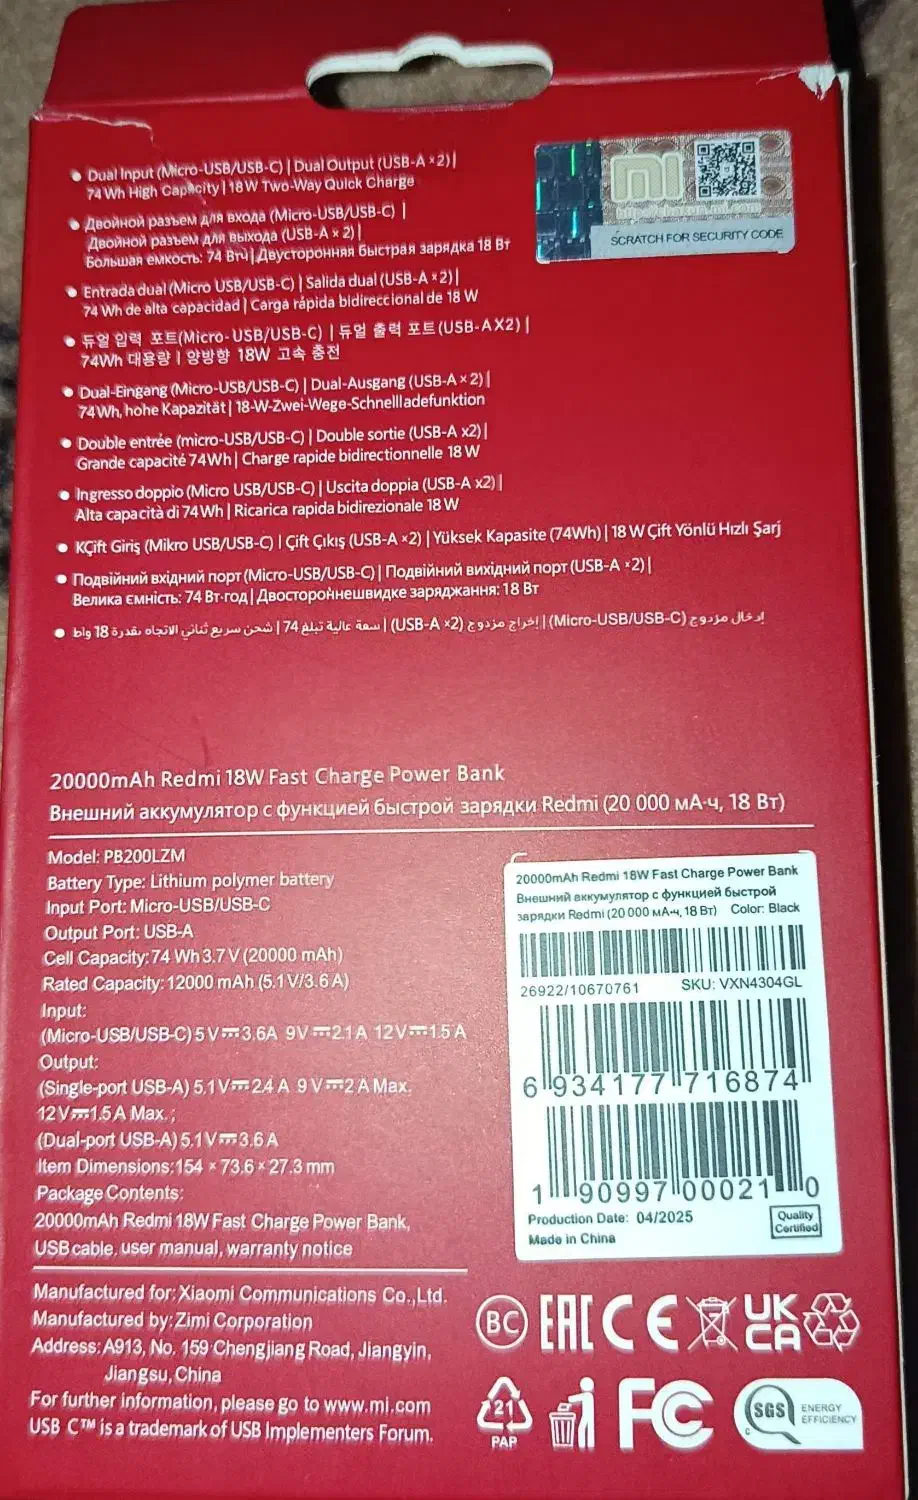 • Dual Input (Micro-USB/USB-C) | Dual Output (USB-A ×2) |
74 Wh High Capacity | 18W Two-Way Quick Charge
• Двойной разъем для входа (Micro-USB/USB-C) |
Двойной разъем для выхода (USB-A × 2) |
Большая емкость: 74 Втч | Двусторонняя быстрая зарядка 18 Вт
• Entrada dual (Micro USB/USB-C) | Salida dual (USB-A ×2) |
74 Wh de alta capacidad | Carga rápida bidireccional de 18 W
• 듀얼 입력 포트(Micro-USB/USB-C) | 듀얼 출력 포트(USB-AX2) |
74Wh 대용량 | 양방향 18W 고속 충전
• Dual-Eingang (Micro-USB/USB-C) | Dual-Ausgang (USB-A × 2) |
74Wh, hohe Kapazität | 18-W-Zwei-Wege-Schnellladefunktion
• Double entrée (micro-USB/USB-C) | Double sortie (USB-A x2) |
Grande capacité 74Wh | Charge rapide bidirectionnelle 18 W
• Ingresso doppio (Micro USB/USB-C) | Uscita doppia (USB-A x2) |
Alta capacità di 74 Wh | Ricarica rapida bidirezionale 18 W
• KÇift Giriş (Mikro USB/USB-C) | Çift Çıkış (USB-A ×2) | Yüksek Kapasite (74Wh) | 18 W Çift Yönlü Hızlı Şarj
• Подвійний вхідний порт (Micro-USB/USB-C) | Подвійний вихідний порт (USB-A ×2) |
Велика ємність: 74 Вт·год | Двостороннешвидке заряджання: 18 Вт
• إدخال مزدوج (Micro-USB/USB-C) | إخراج مزدوج (USB-A ×2) | سعة عالية تبلغ 74 | شحن سريع ثنائي الاتجاه بقدرة 18 واط
mi
SCRATCH FOR SECURITY CODE
20000mAh Redmi 18W Fast Charge Power Bank
Внешний аккумулятор с функцией быстрой зарядки Redmi (20 000 мА·ч, 18 Вт)
Model: PB200LZM
Battery Type: Lithium polymer battery
Input Port: Micro-USB/USB-C
Output Port: USB-A
Cell Capacity: 74 Wh 3.7 V (20000 mAh)
Rated Capacity: 12000 mAh (5.1 V/3.6 A)
Input:
(Micro-USB/USB-C) 5 V⎓3.6A 9V⎓2.1 A 12V⎓1.5 A
Output:
(Single-port USB-A) 5.1 V⎓2.4 A 9 V⎓2 A Max.
12 V⎓1.5 A Max. ;
(Dual-port USB-A) 5.1 V⎓3.6 A
Item Dimensions: 154 × 73.6 × 27.3 mm
Package Contents:
20000mAh Redmi 18W Fast Charge Power Bank,
USB cable, user manual, warranty notice
20000mAh Redmi 18W Fast Charge Power Bank
Внешний аккумулятор с функцией быстрой
зарядки Redmi (20 000 мА·ч, 18 Вт) Color: Black
26922/10670761 SKU: VXN4304GL
6 934177 716874
1 90997 00021 0
Production Date: 04/2025
Made in China
Quality
Certified
Manufactured for: Xiaomi Communications Co.,Ltd.
Manufactured by: Zimi Corporation
Address: A913, No. 159 Chengjiang Road, Jiangyin,
Jiangsu, China
For further information, please go to www.mi.com
USB C™ is a trademark of USB Implementers Forum.
BC EAC CE UK
CA
21
PAP
FC
SGS ENERGY
EFFICIENCY